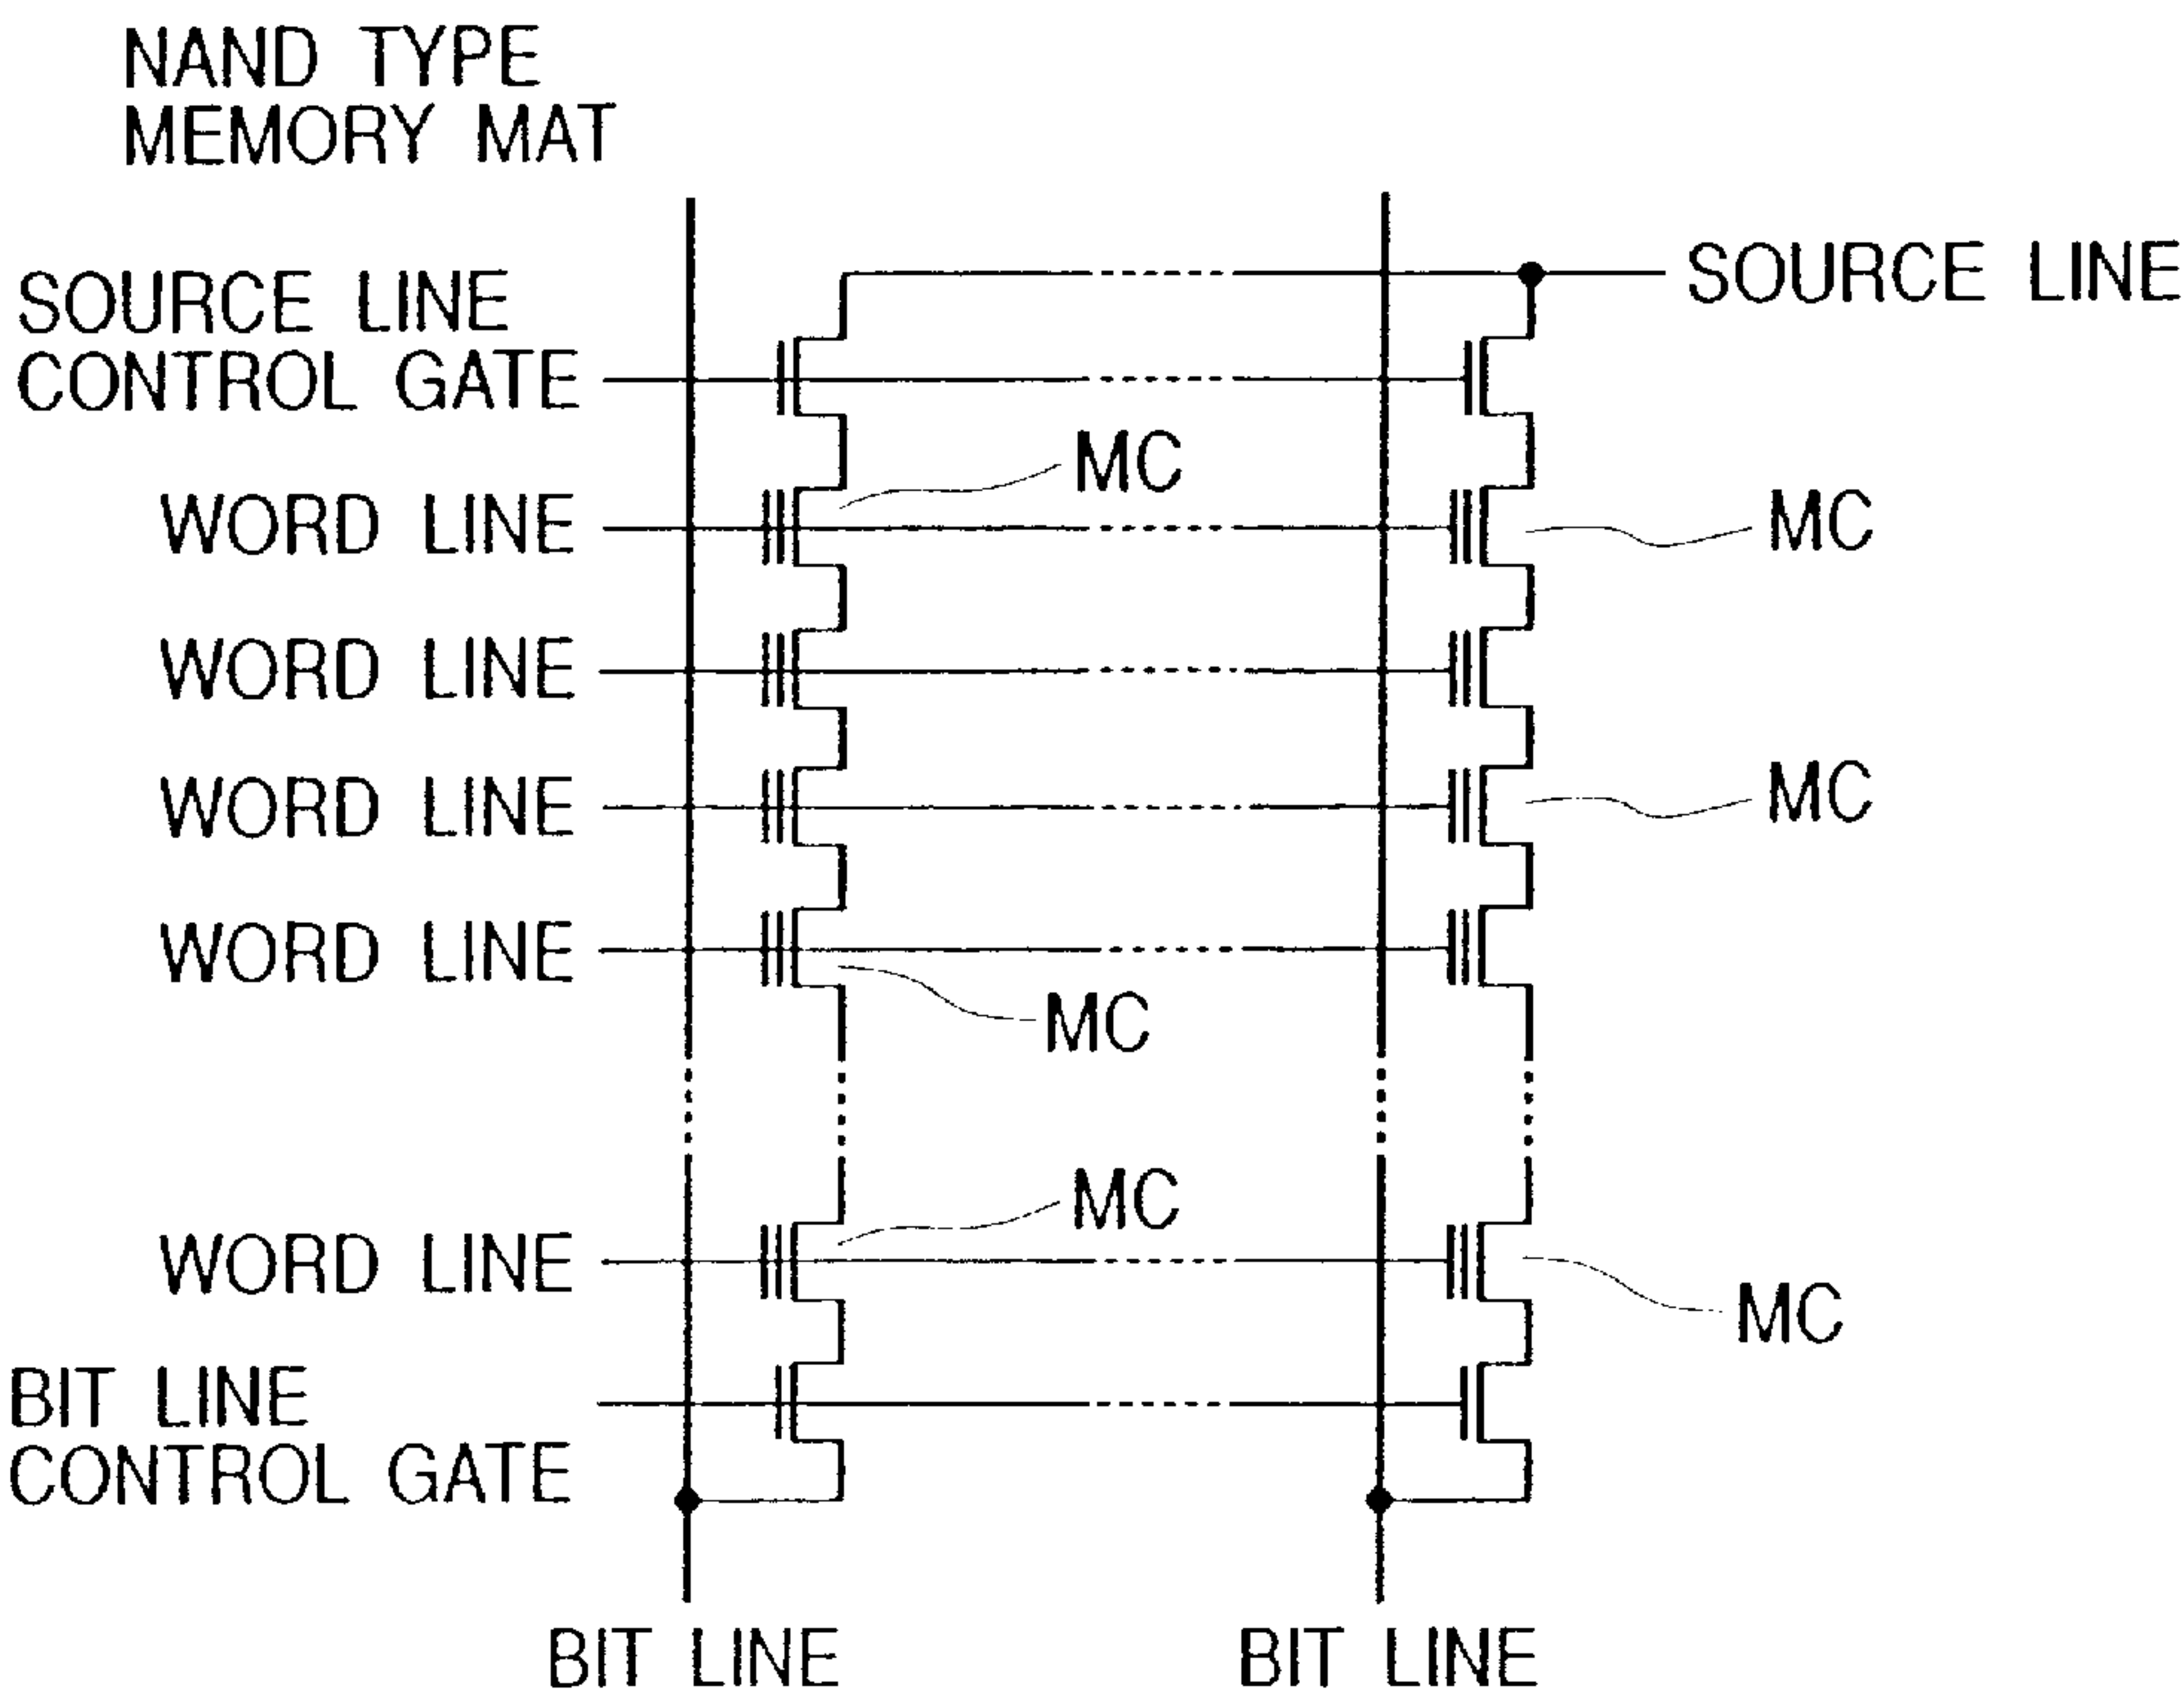 NAND TYPE
MEMORY MAT
SOURCE LINE
SOURCE LINE
CONTROL GATE
MC
WORD LINE
MC
WORD LINE
WORD LINE
MC
WORD LINE
MC
MC
WORD LINE
MC
BIT LINE
CONTROL GATE
BIT LINE
BIT LINE